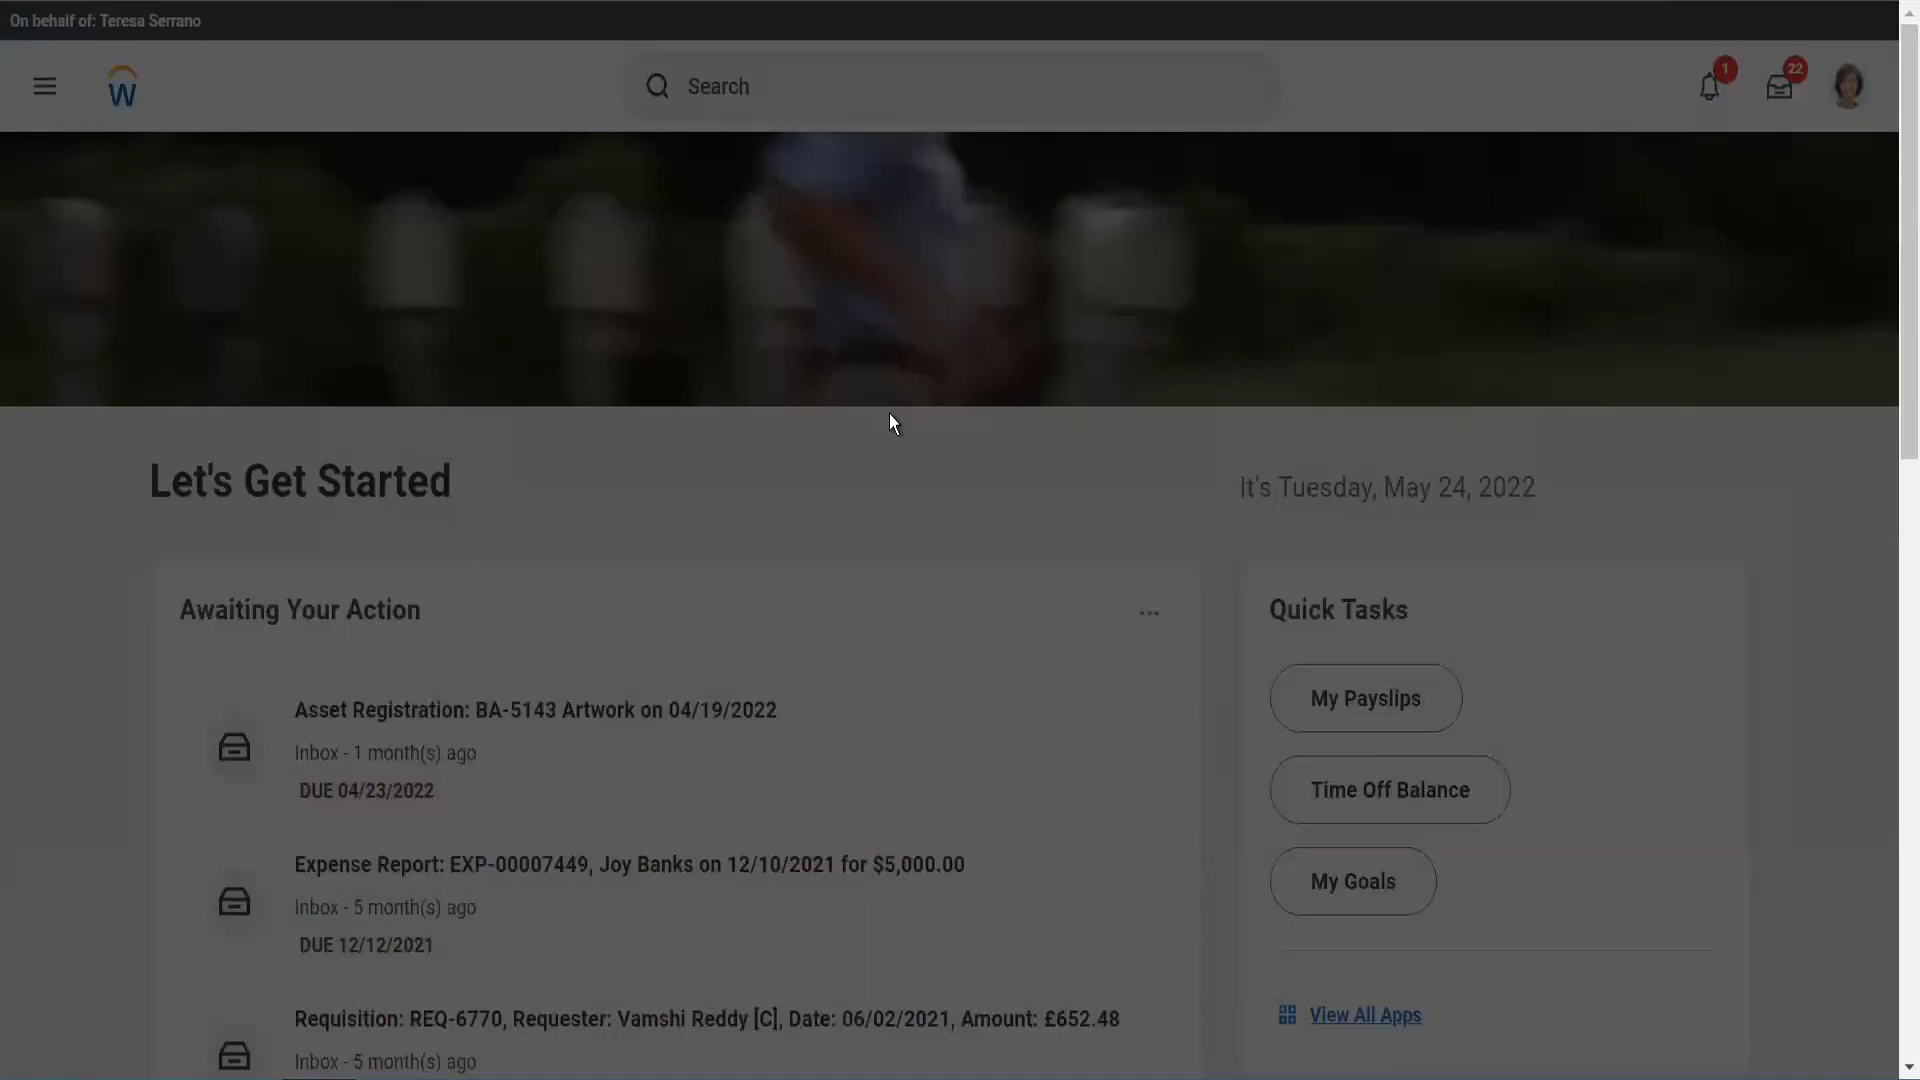 On behalf of: Teresa Serrano
W
Search
1
22
Let's Get Started
It's Tuesday, May 24, 2022
Awaiting Your Action
Quick Tasks
Asset Registration: BA-5143 Artwork on 04/19/2022
Inbox - 1 month(s) ago
DUE 04/23/2022
Expense Report: EXP-00007449, Joy Banks on 12/10/2021 for $5,000.00
Inbox - 5 month(s) ago
DUE 12/12/2021
Requisition: REQ-6770, Requester: Vamshi Reddy [C], Date: 06/02/2021, Amount: £652.48
Inbox - 5 month(s) ago
My Payslips
Time Off Balance
My Goals
View All Apps